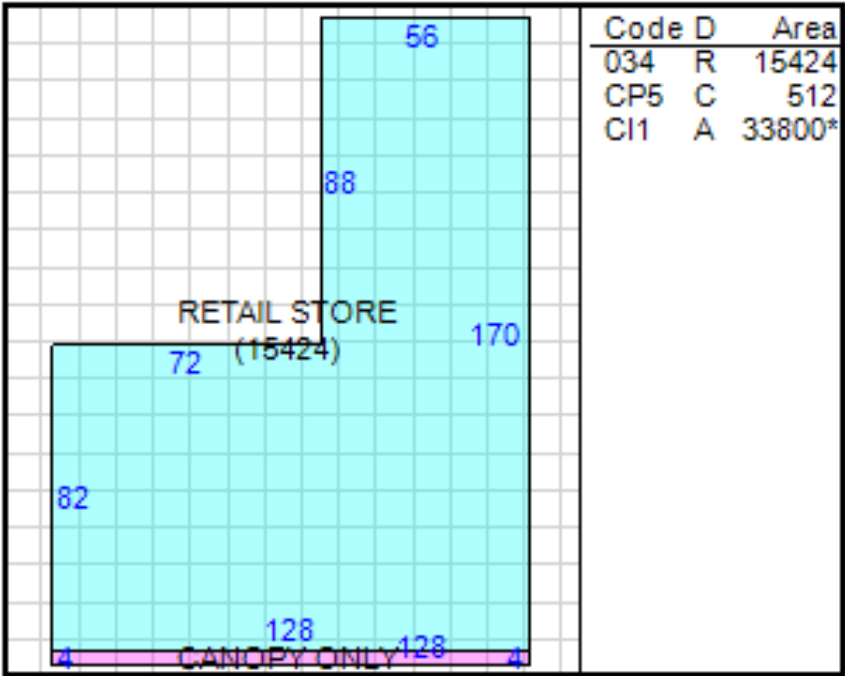 56
88
RETAIL STORE
(15424)
170
72
82
128
128
4
CANOPY ONLY
4
Code D Area
034 R 15424
CP5 C 512
CI1 A 33800*